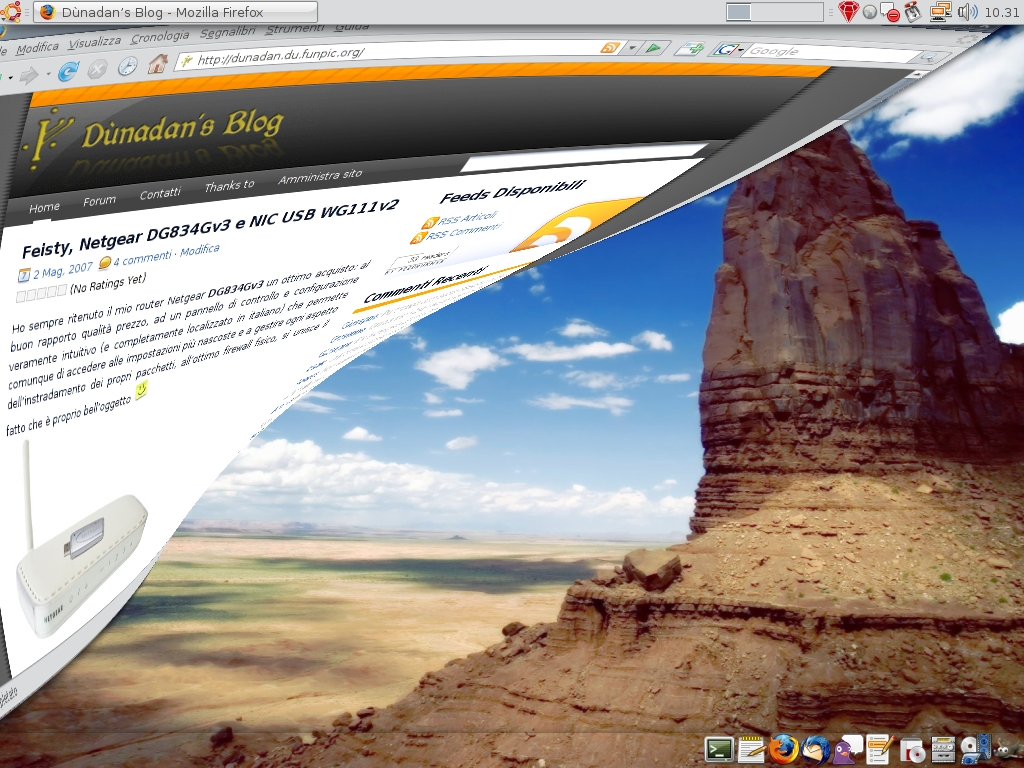 Dùnadan's Blog - Mozilla Firefox
10.31
Modifica Visualizza Cronologia Segnalibri Strumenti Guida
http://dunadan.du.funpic.org/
Google
Dùnadan's Blog
Home Forum Contatti Thanks to Amministra sito
Feisty, Netgear DG834Gv3 e NIC USB WG111v2
2 Mag, 2007 4 commenti · Modifica
(No Ratings Yet)
Ho sempre ritenuto il mio router Netgear DG834Gv3 un ottimo acquisto: al
buon rapporto qualità prezzo, ad un pannello di controllo e configurazione
veramente intuitivo (e completamente localizzato in italiano) che permette
comunque di accedere alle impostazioni più nascoste e a gestire ogni aspetto
dell'instradamento dei propri pacchetti, all'ottimo firewall fisico, si unisce il
fatto che è proprio bell'oggetto
NETGEAR
Feeds Disponibili
RSS Articoli
RSS Commenti
readers
Commenti Recenti